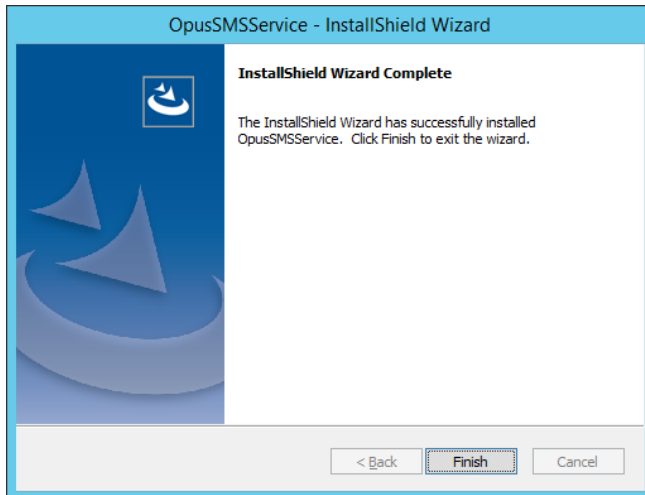 OpusSMSService - InstallShield Wizard
InstallShield Wizard Complete
The InstallShield Wizard has successfully installed
OpusSMSService. Click Finish to exit the wizard.
< Back
Finish
Cancel